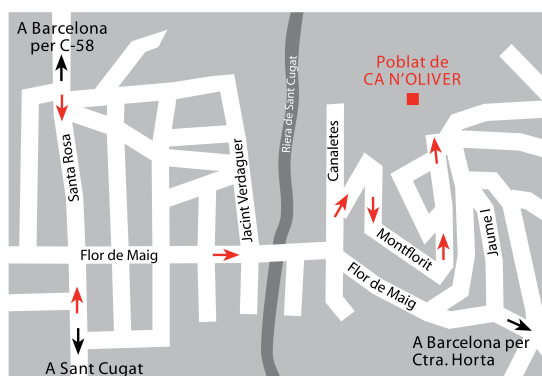 A Barcelona
per C-58
Poblat de
CA N'OLIVER
Riera de Sant Cugat
Santa Rosa
Jacint Verdaguer
Canaletes
Flor de Maig
Montflorit
Jaume I
Flor de Maig
A Sant Cugat
A Barcelona per
Ctra. Horta